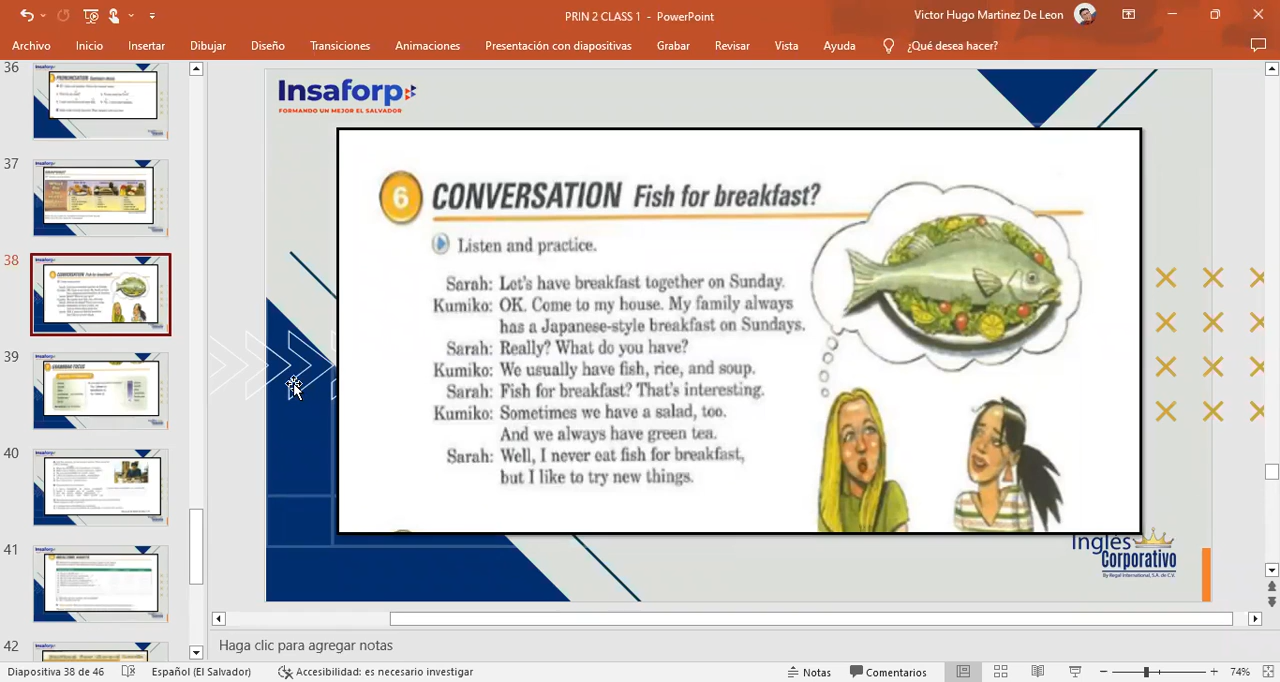 PRIN 2 CLASS 1 - PowerPoint
Victor Hugo Martinez De Leon
Archivo Inicio Insertar Dibujar Diseño Transiciones Animaciones Presentación con diapositivas Grabar Revisar Vista Ayuda ¿Qué desea hacer?
36
37
38
39
40
41
42
Insaforp
FORMANDO UN MEJOR EL SALVADOR
6 CONVERSATION Fish for breakfast?
Listen and practice.
Sarah: Let's have breakfast together on Sunday.
Kumiko: OK. Come to my house. My family always
has a Japanese-style breakfast on Sundays.
Sarah: Really? What do you have?
Kumiko: We usually have fish, rice, and soup.
Sarah: Fish for breakfast? That's interesting.
Kumiko: Sometimes we have a salad, too.
And we always have green tea.
Sarah: Well, I never eat fish for breakfast,
but I like to try new things.
Inglés
Corporativo
By Regal International, S.A. de C.V.
Haga clic para agregar notas
Diapositiva 38 de 46 Español (El Salvador) Accesibilidad: es necesario investigar Notas Comentarios 74%